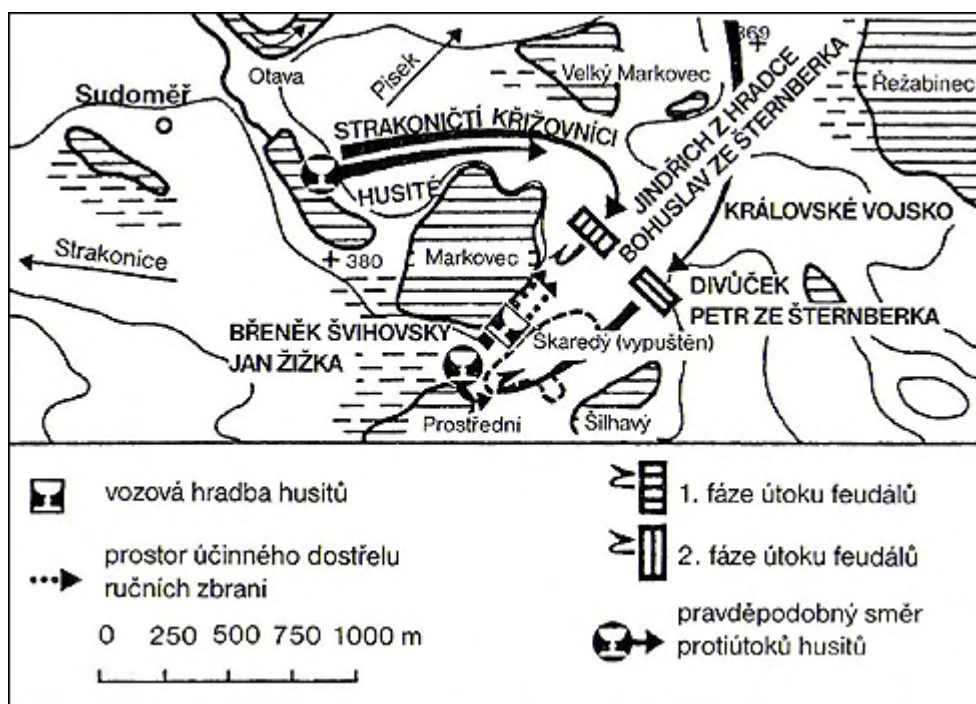 369
Otava
Písek
Velký Markovec
Řežabinec
Sudoměř
STRAKONIČTÍ KŘIŽOVNÍCI
JINDŘICH Z HRADCE
BOHUSLAV ZE ŠTERNBERKA
HUSITÉ
KRÁLOVSKÉ VOJSKO
Strakonice
380
Markovec
DIVŮČEK
PETR ZE ŠTERNBERKA
BŘENĚK ŠVIHOVSKÝ
JAN ŽIŽKA
Skaredý (vypuštěn)
Prostřední
Šilhavý
vozová hradba husitů
prostor účinného dostřelu
ručních zbraní
0 250 500 750 1000 m
1. fáze útoku feudálů
2. fáze útoku feudálů
pravděpodobný směr
protiútoků husitů